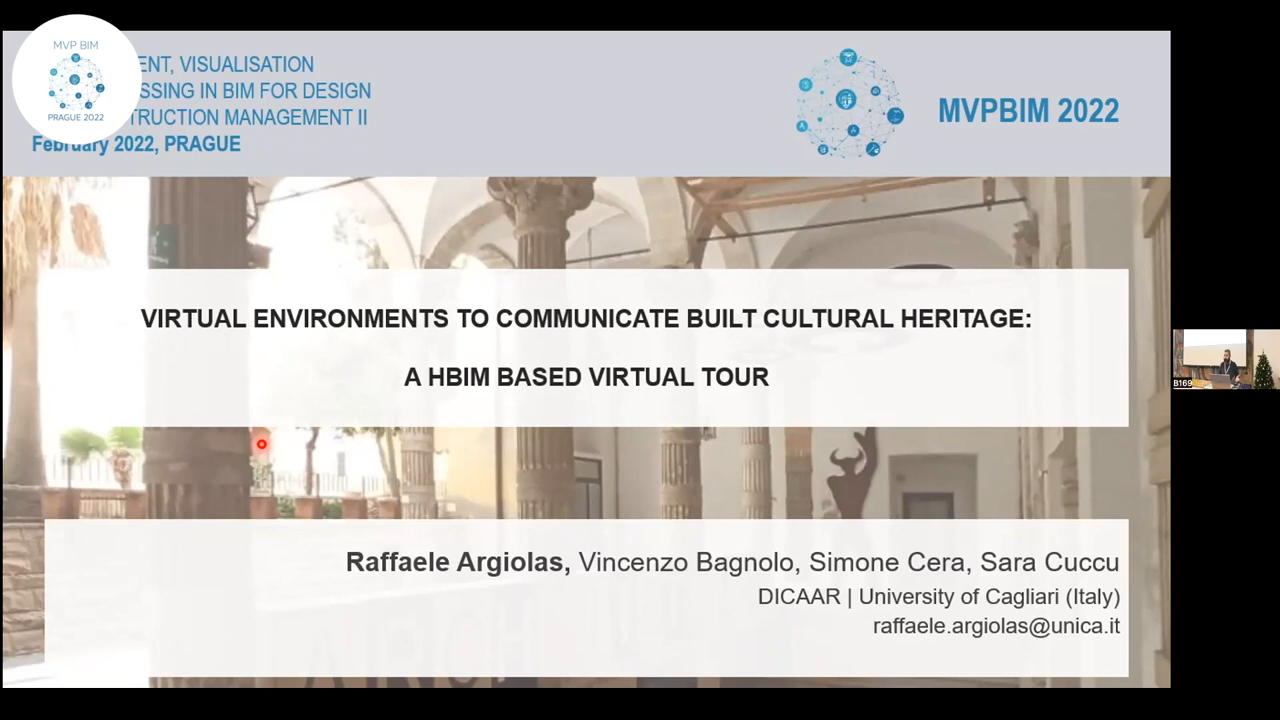 MVP BIM
PRAGUE 2022
ENT, VISUALISATION
SSING IN BIM FOR DESIGN
TRUCTION MANAGEMENT II
February 2022, PRAGUE
MVPBIM 2022
VIRTUAL ENVIRONMENTS TO COMMUNICATE BUILT CULTURAL HERITAGE:
A HBIM BASED VIRTUAL TOUR
Raffaele Argiolas, Vincenzo Bagnolo, Simone Cera, Sara Cuccu
DICAAR | University of Cagliari (Italy)
raffaele.argiolas@unica.it
B169